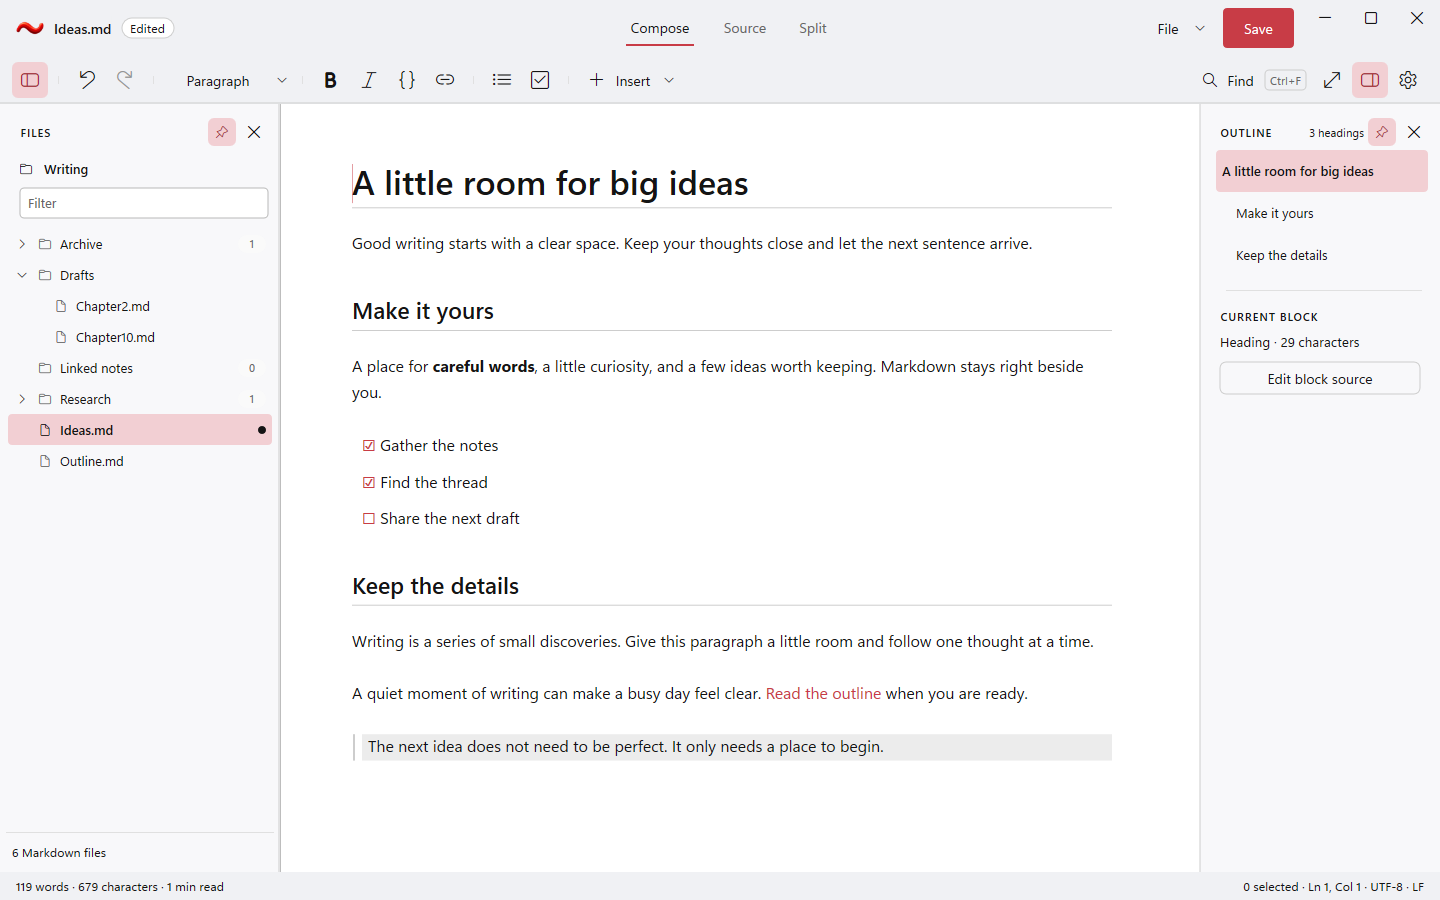 Ideas.md Edited
Compose Source Split
File Save
Paragraph B I {} Insert
Find Ctrl+F
FILES
Writing
Filter
Archive 1
Drafts
Chapter2.md
Chapter10.md
Linked notes 0
Research 1
Ideas.md
Outline.md
6 Markdown files
A little room for big ideas
Good writing starts with a clear space. Keep your thoughts close and let the next sentence arrive.
Make it yours
A place for careful words, a little curiosity, and a few ideas worth keeping. Markdown stays right beside
you.
Gather the notes
Find the thread
Share the next draft
Keep the details
Writing is a series of small discoveries. Give this paragraph a little room and follow one thought at a time.
A quiet moment of writing can make a busy day feel clear. Read the outline when you are ready.
The next idea does not need to be perfect. It only needs a place to begin.
OUTLINE 3 headings
A little room for big ideas
Make it yours
Keep the details
CURRENT BLOCK
Heading · 29 characters
Edit block source
119 words · 679 characters · 1 min read
0 selected · Ln 1, Col 1 · UTF-8 · LF